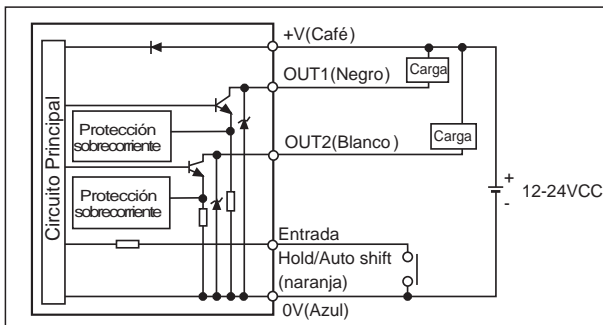 +V(Café)
Carga
OUT1(Negro)
Circuito Principal
Protección
sobrecorriente
Carga
OUT2(Blanco)
Protección
sobrecorriente
+
-
12-24VCC
Entrada
Hold/Auto shift
(naranja)
0V(Azul)